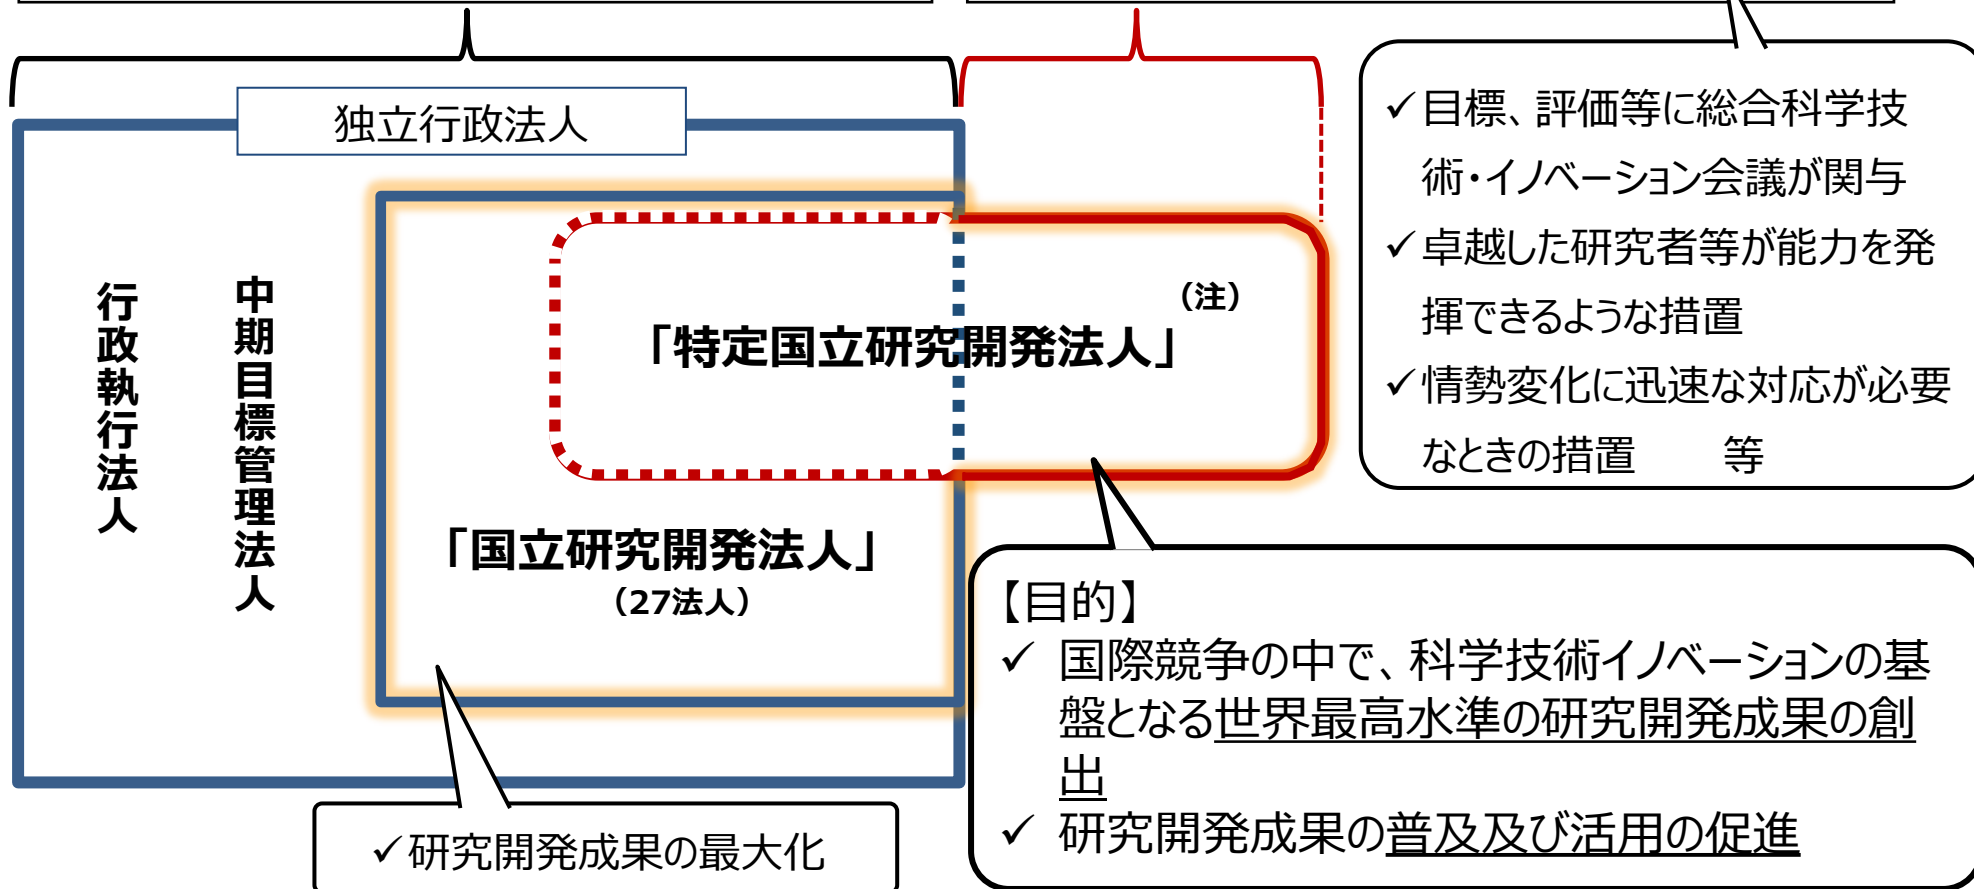 独立行政法人
行政執行法人
中期目標管理法人
（注）
「特定国立研究開発法人」
「国立研究開発法人」
（27法人）
✓研究開発成果の最大化
✓目標、評価等に総合科学技
術・イノベーション会議が関与
✓卓越した研究者等が能力を発
揮できるような措置
✓情勢変化に迅速な対応が必要
なときの措置　　等
【目的】
✓ 国際競争の中で、科学技術イノベーションの基
盤となる世界最高水準の研究開発成果の創
出
✓ 研究開発成果の普及及び活用の促進